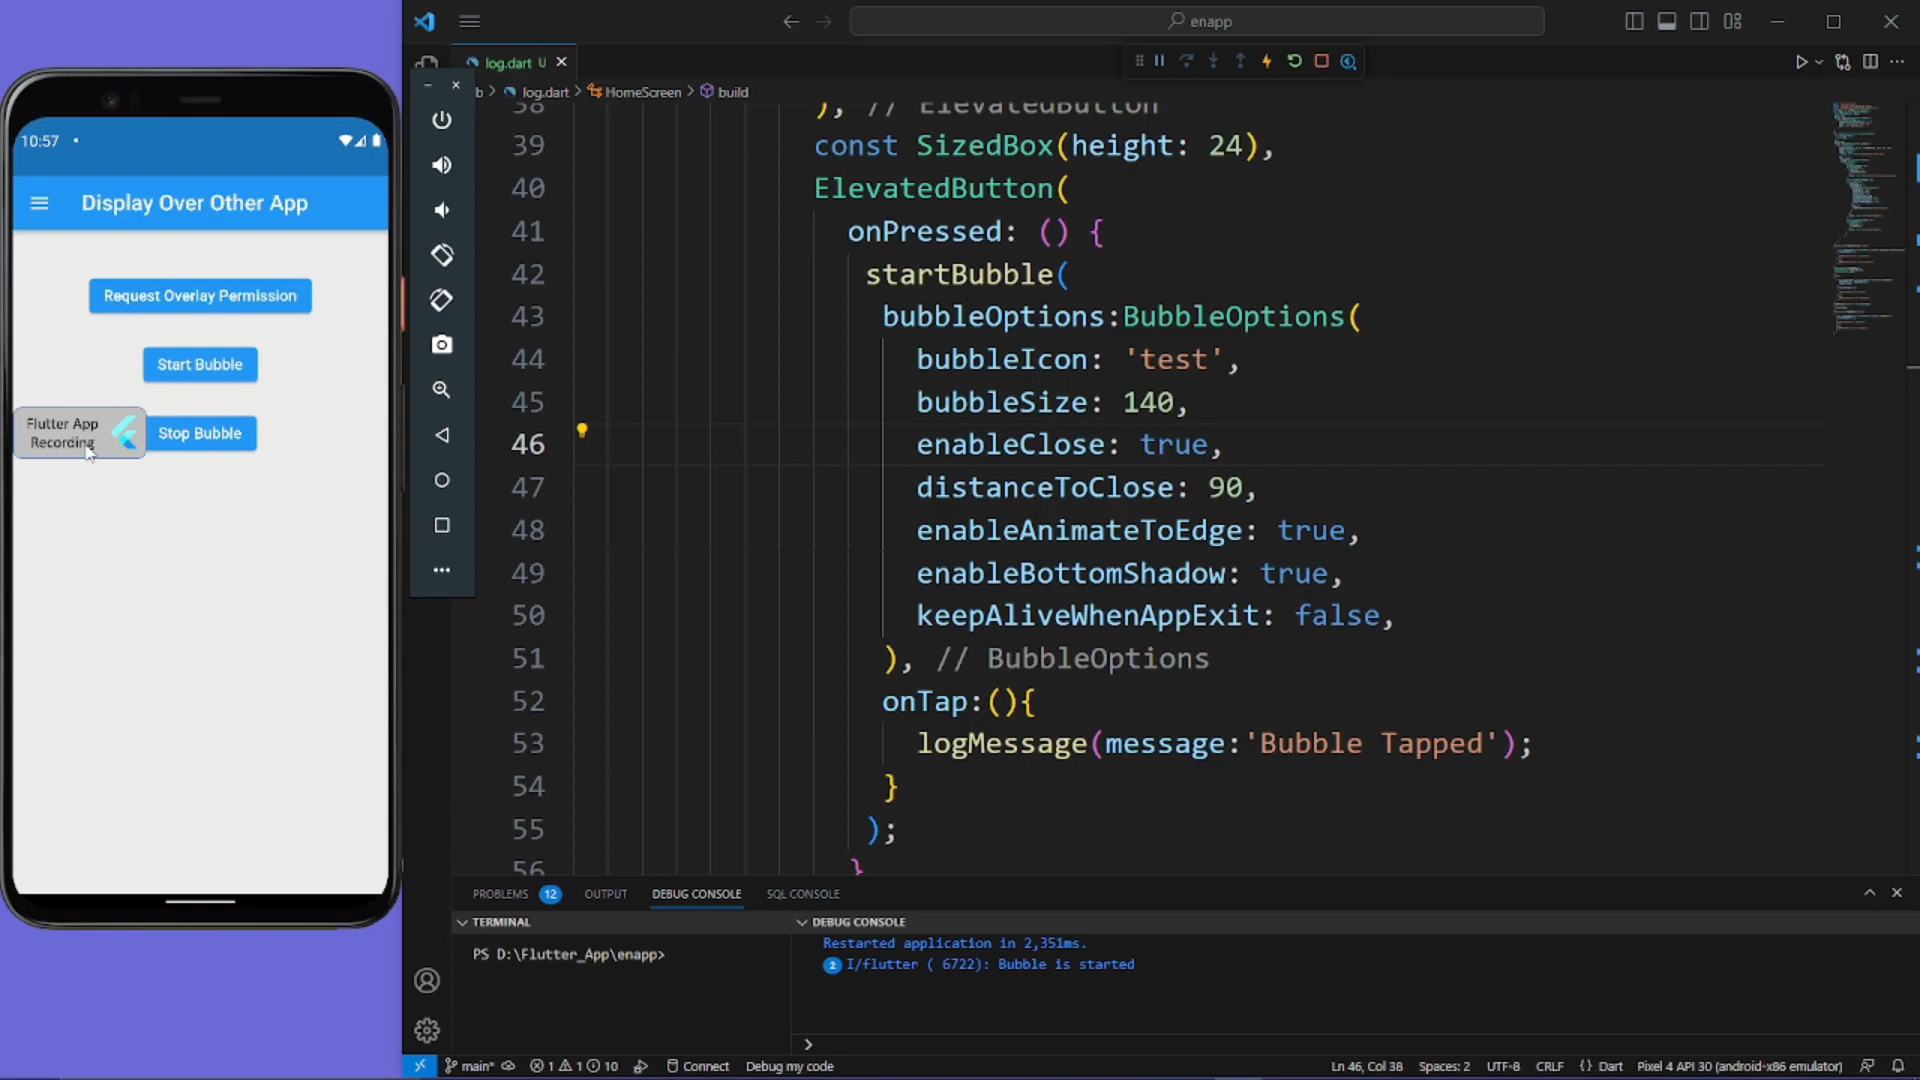 enapp
log.dart U
b > log.dart > HomeScreen > build
10:57
Display Over Other App
Request Overlay Permission
Start Bubble
Flutter App
Recording
Stop Bubble
38 ), // ElevatedButton
39 const SizedBox(height: 24),
40 ElevatedButton(
41 onPressed: () {
42 startBubble(
43 bubbleOptions:BubbleOptions(
44 bubbleIcon: 'test',
45 bubbleSize: 140,
46 enableClose: true,
47 distanceToClose: 90,
48 enableAnimateToEdge: true,
49 enableBottomShadow: true,
50 keepAliveWhenAppExit: false,
51 ), // BubbleOptions
52 onTap:(){
53 logMessage(message:'Bubble Tapped');
54 }
55 );
56 }
PROBLEMS 12 OUTPUT DEBUG CONSOLE SQL CONSOLE
TERMINAL
PS D:\Flutter_App\enapp>
DEBUG CONSOLE
Restarted application in 2,351ms.
2 I/flutter ( 6722): Bubble is started
>
main* 1 1 10 Connect Debug my code Ln 46, Col 38 Spaces: 2 UTF-8 CRLF {} Dart Pixel 4 API 30 (android-x86 emulator)